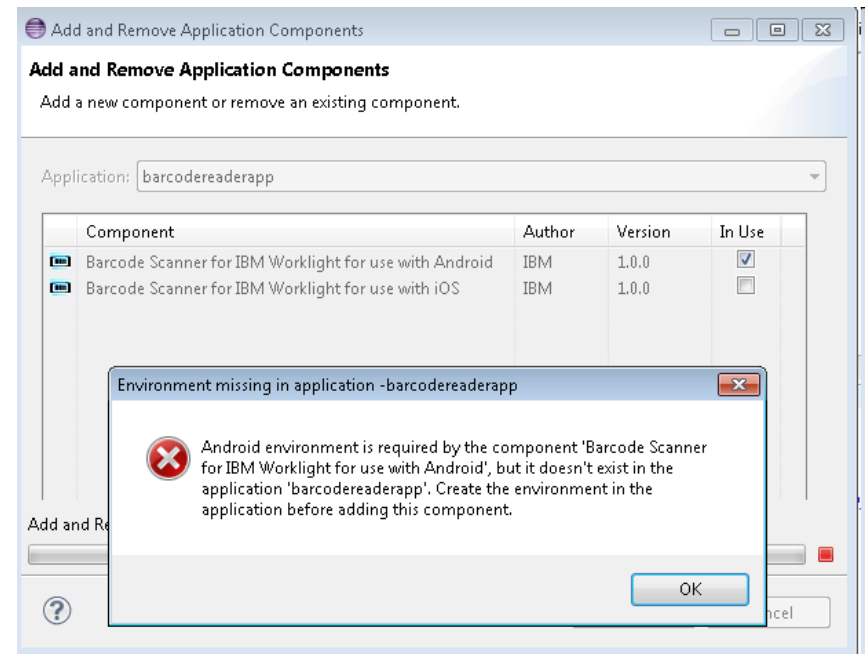 Add and Remove Application Components
Add and Remove Application Components
Add a new component or remove an existing component.
Application: barcodereaderapp
Component Author Version In Use
Barcode Scanner for IBM Worklight for use with Android IBM 1.0.0
Barcode Scanner for IBM Worklight for use with iOS IBM 1.0.0
Environment missing in application -barcodereaderapp
Android environment is required by the component 'Barcode Scanner
for IBM Worklight for use with Android', but it doesn't exist in the
application 'barcodereaderapp'. Create the environment in the
application before adding this component.
Add and Re
OK
?
ncel